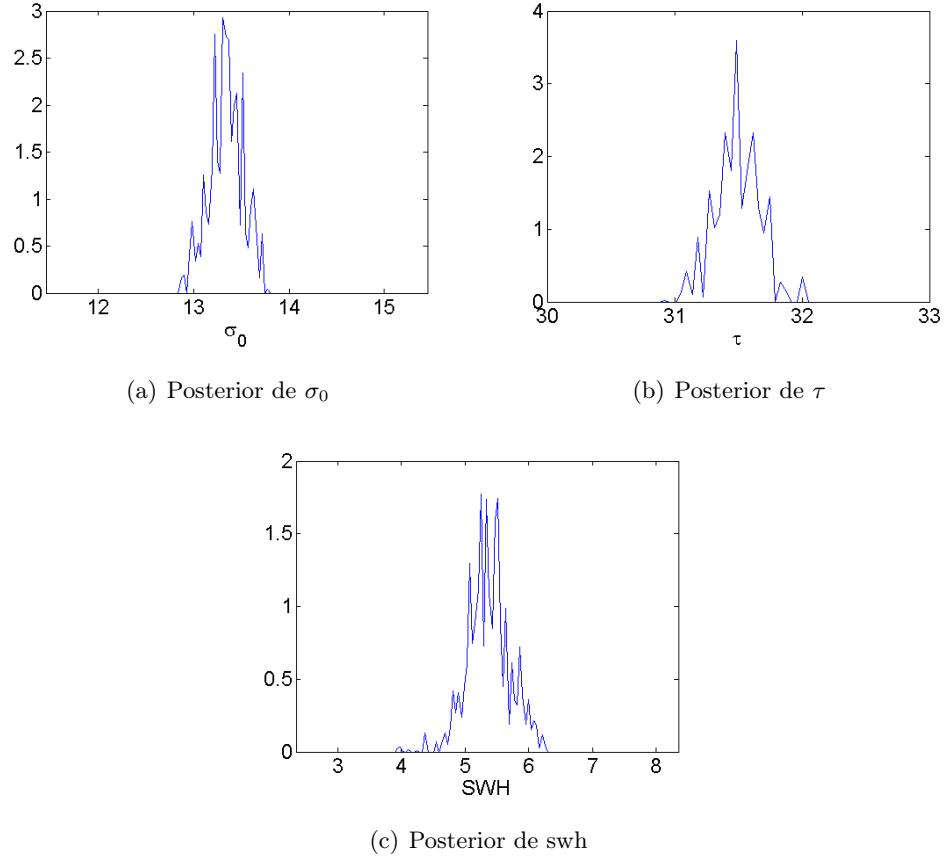 3
2.5
2
1.5
1
0.5
0
12 13 14 15
σ₀
(a) Posterior de σ₀
4
3
2
1
0
30 31 32 33
τ
(b) Posterior de τ
2
1.5
1
0.5
0
3 4 5 6 7 8
SWH
(c) Posterior de swh